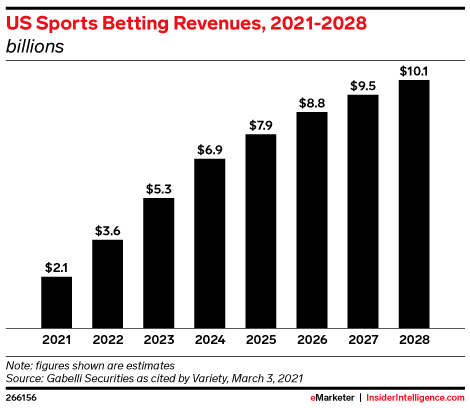 US Sports Betting Revenues, 2021-2028
billions
$2.1
$3.6
$5.3
$6.9
$7.9
$8.8
$9.5
$10.1
2021 2022 2023 2024 2025 2026 2027 2028
Note: figures shown are estimates
Source: Gabelli Securities as cited by Variety, March 3, 2021
266156 eMarketer | InsiderIntelligence.com